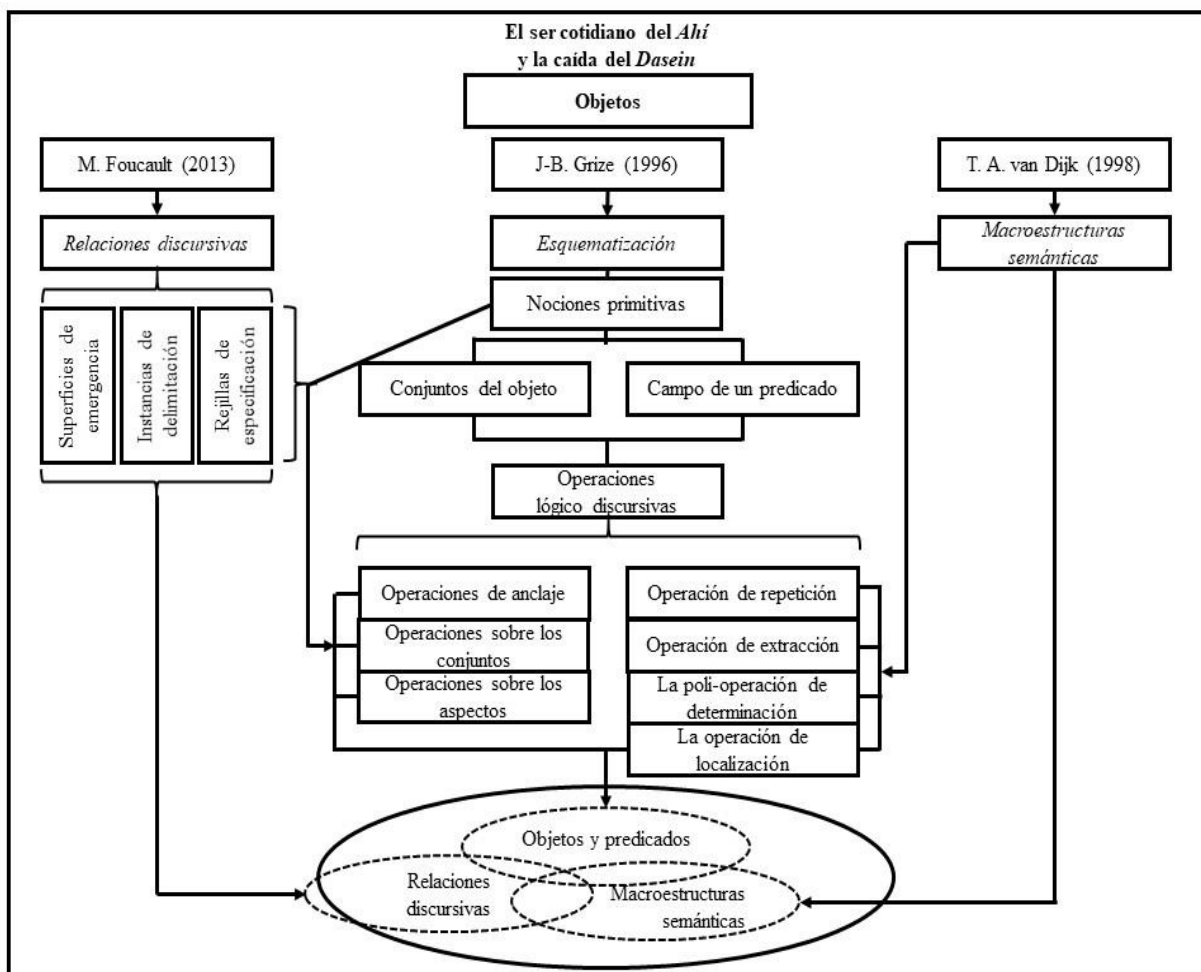 El ser cotidiano del Ahí
y la caída del Dasein
Objetos
M. Foucault (2013)
J-B. Grize (1996)
T. A. van Dijk (1998)
Relaciones discursivas
Esquematización
Macroestructuras
semánticas
Superficies de
emergencia
Instancias de
delimitación
Rejillas de
especificación
Nociones primitivas
Conjuntos del objeto
Campo de un predicado
Operaciones
lógico discursivas
Operaciones de anclaje
Operaciones sobre los
conjuntos
Operaciones sobre los
aspectos
Operación de repetición
Operación de extracción
La poli-operación de
determinación
La operación de
localización
Objetos y predicados
Relaciones
discursivas
Macroestructuras
semánticas